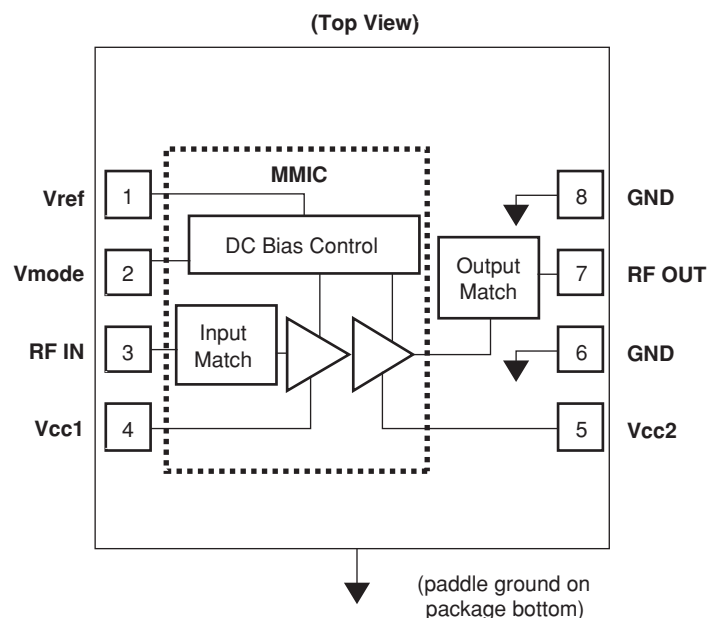 (Top View)
MMIC
Vref
1
8
GND
DC Bias Control
Vmode
2
Output
Match
7
RF OUT
RF IN
3
Input
Match
6
GND
Vcc1
4
5
Vcc2
(paddle ground on
package bottom)